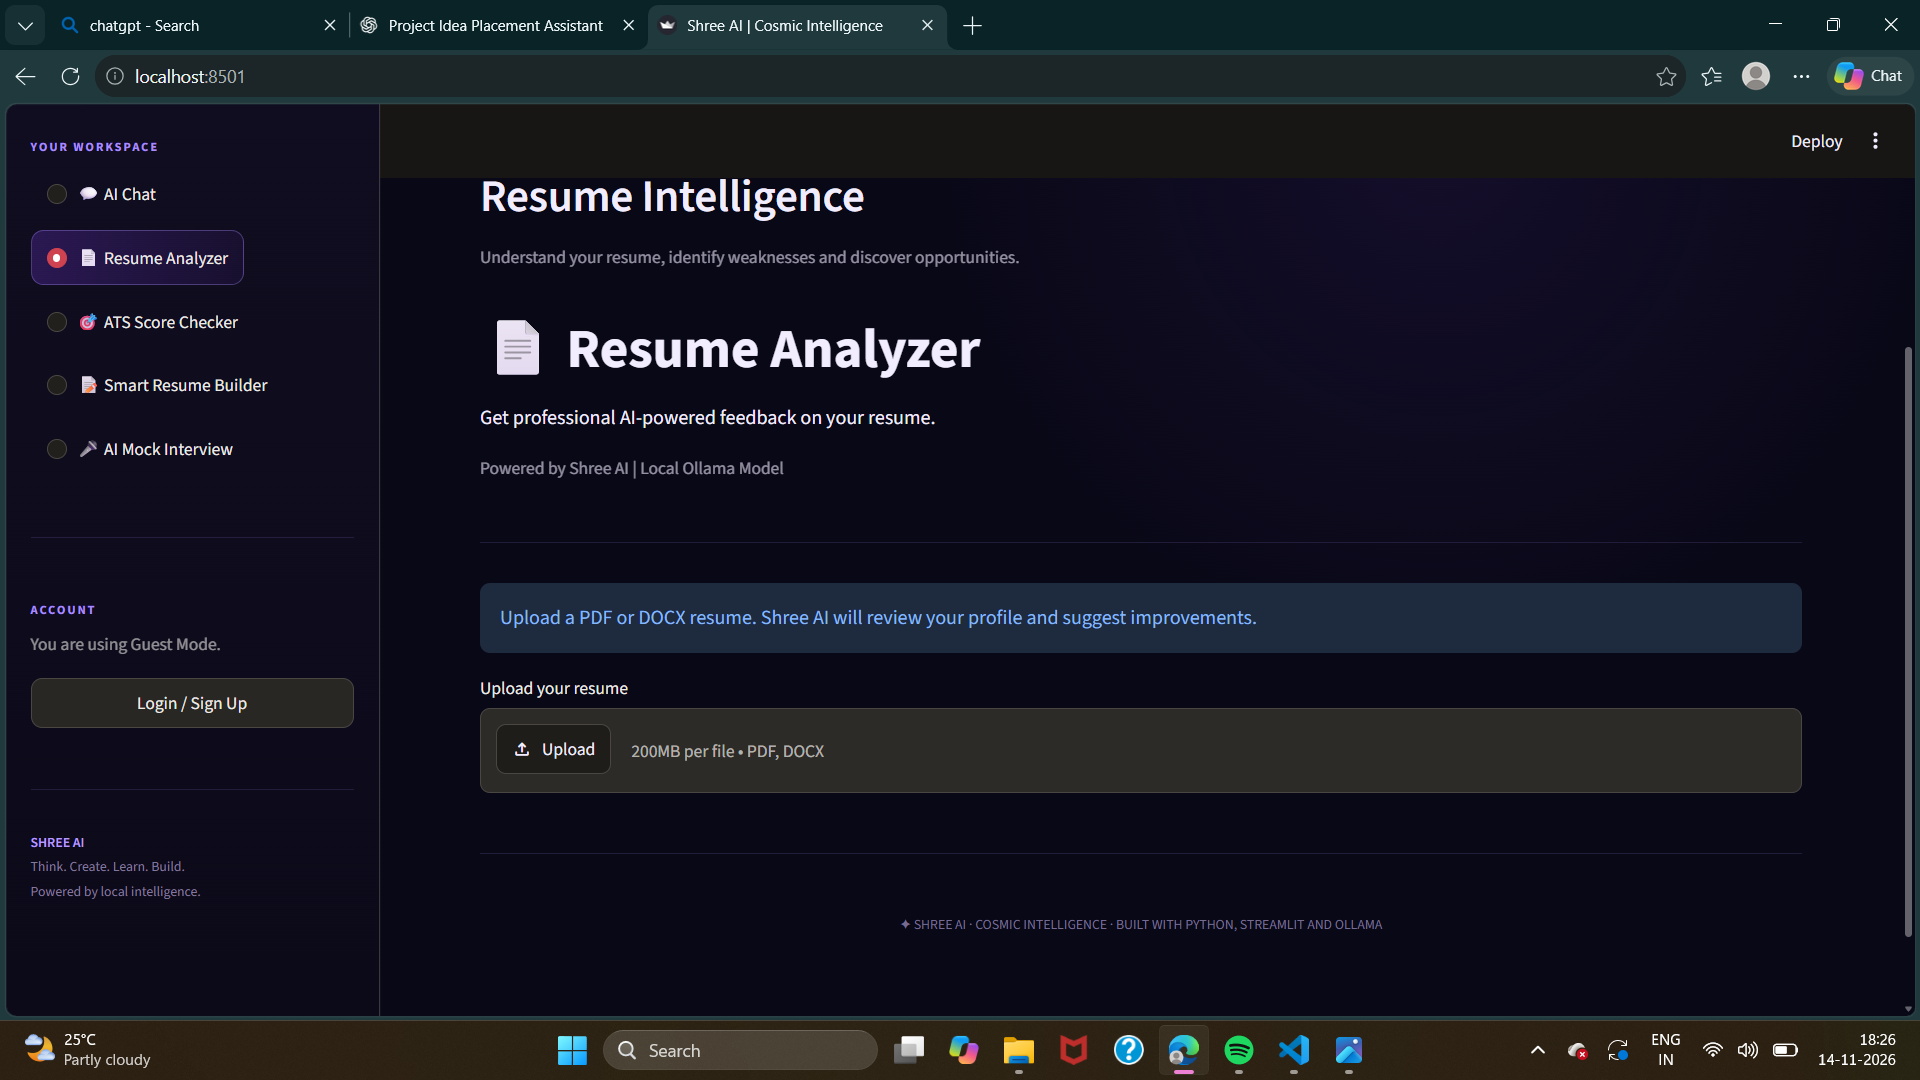 chatgpt - Search
Project Idea Placement Assistant
Shree AI | Cosmic Intelligence
localhost:8501
Chat
YOUR WORKSPACE
AI Chat
Resume Analyzer
ATS Score Checker
Smart Resume Builder
AI Mock Interview
ACCOUNT
You are using Guest Mode.
Login / Sign Up
SHREE AI
Think. Create. Learn. Build.
Powered by local intelligence.
Deploy
Resume Intelligence
Understand your resume, identify weaknesses and discover opportunities.
Resume Analyzer
Get professional AI-powered feedback on your resume.
Powered by Shree AI | Local Ollama Model
Upload a PDF or DOCX resume. Shree AI will review your profile and suggest improvements.
Upload your resume
Upload 200MB per file • PDF, DOCX
✦ SHREE AI · COSMIC INTELLIGENCE · BUILT WITH PYTHON, STREAMLIT AND OLLAMA
25°C
Partly cloudy
Search
ENG
IN
18:26
14-11-2026